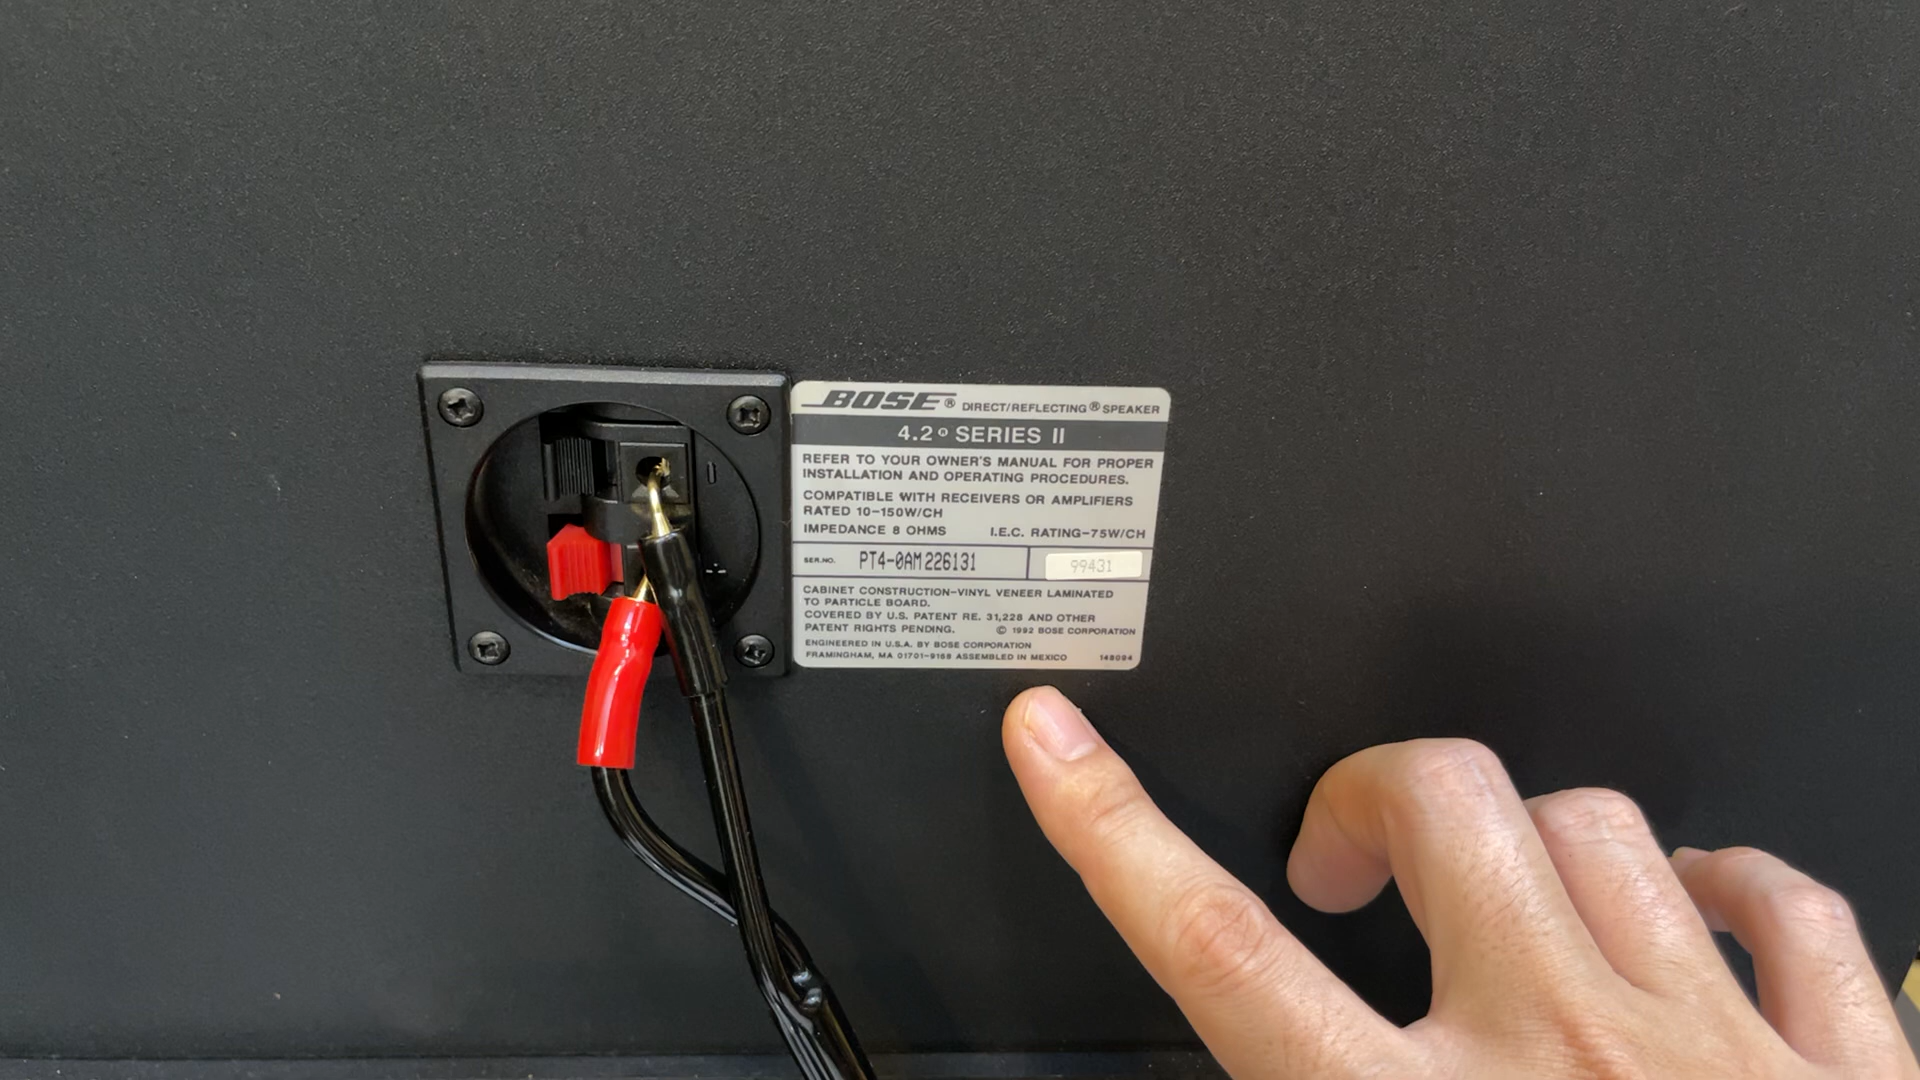 BOSE® DIRECT/REFLECTING® SPEAKER
4.2® SERIES II
REFER TO YOUR OWNER'S MANUAL FOR PROPER
INSTALLATION AND OPERATING PROCEDURES.
COMPATIBLE WITH RECEIVERS OR AMPLIFIERS
RATED 10-150W/CH
IMPEDANCE 8 OHMS I.E.C. RATING-75W/CH
SER.NO. PT4-0AM226131 99431
CABINET CONSTRUCTION-VINYL VENEER LAMINATED
TO PARTICLE BOARD.
COVERED BY U.S. PATENT RE. 31,228 AND OTHER
PATENT RIGHTS PENDING. © 1992 BOSE CORPORATION
ENGINEERED IN U.S.A. BY BOSE CORPORATION
FRAMINGHAM, MA 01701-9168 ASSEMBLED IN MEXICO 148094